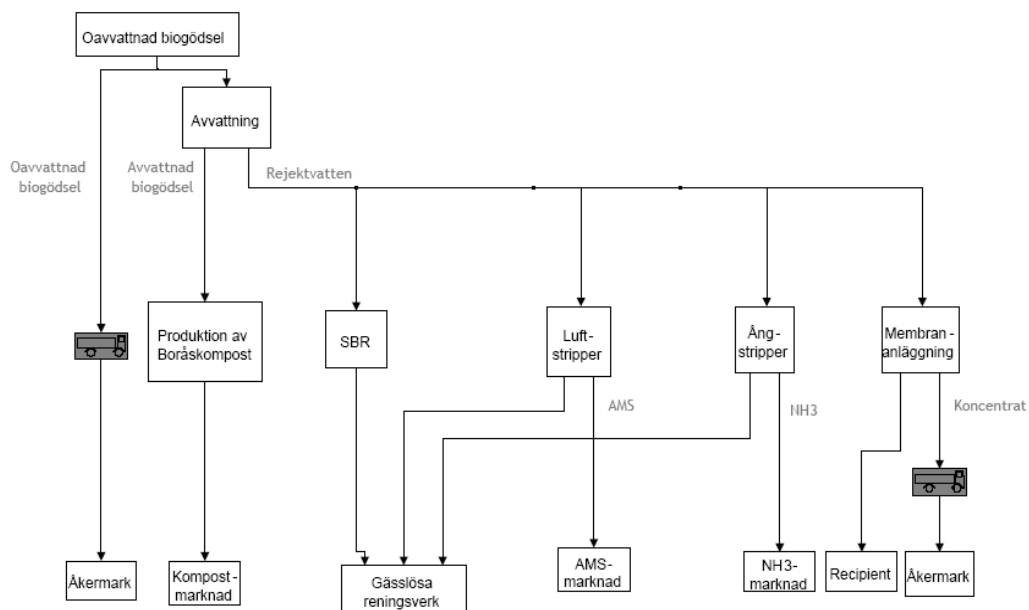 Oavvattnad biogödsel
Avvattning
Oavvattnad
biogödsel
Avvattnad
biogödsel
Rejektvatten
Produktion av
Boråskompost
SBR
Luft-
stripper
Ång-
stripper
Membran-
anläggning
AMS
NH3
Koncentrat
Åkermark
Kompost-
marknad
Gässlösa
reningsverk
AMS-
marknad
NH3-
marknad
Recipient
Åkermark